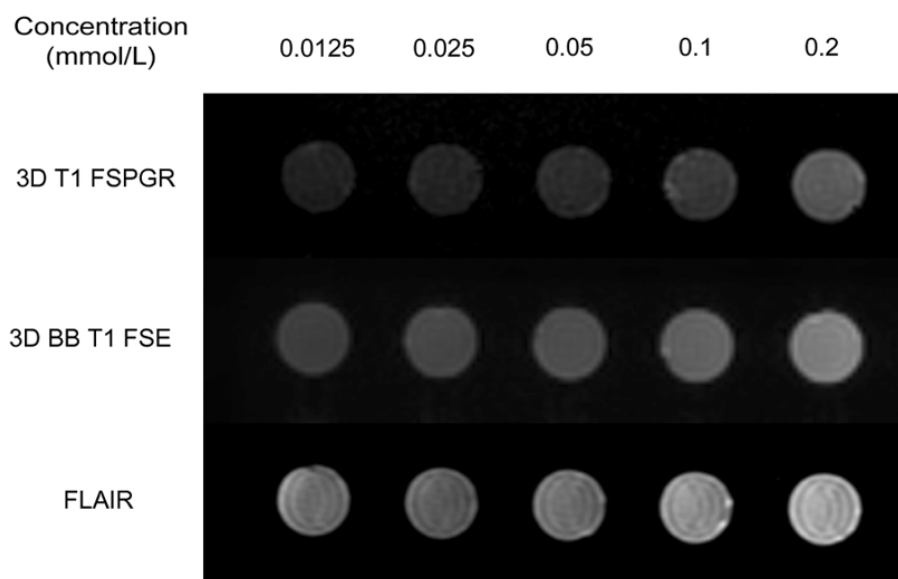 Concentration
(mmol/L)
0.0125 0.025 0.05 0.1 0.2
3D T1 FSPGR
3D BB T1 FSE
FLAIR